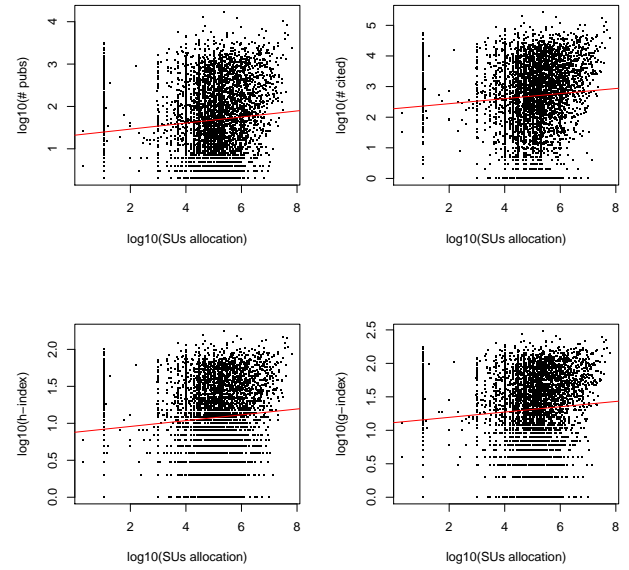 log10(# pubs)
1 2 3 4
2 4 6 8
log10(SUs allocation)
log10(# cited)
0 1 2 3 4 5
2 4 6 8
log10(SUs allocation)
log10(h−index)
0.0 0.5 1.0 1.5 2.0
2 4 6 8
log10(SUs allocation)
log10(g−index)
0.0 0.5 1.0 1.5 2.0 2.5
2 4 6 8
log10(SUs allocation)